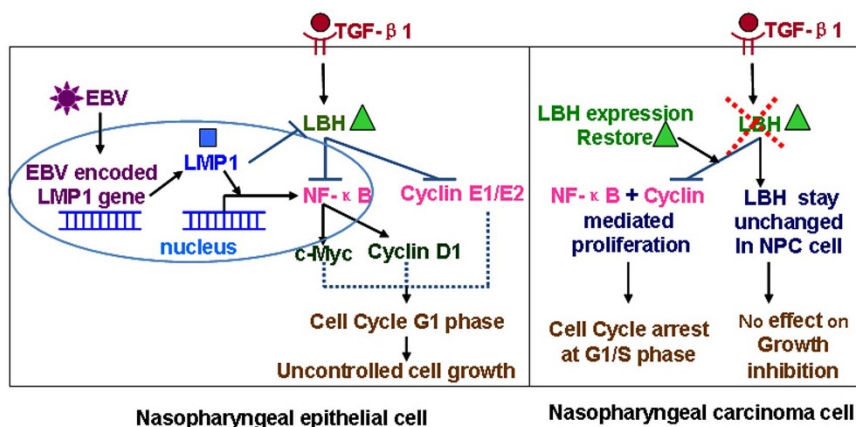 TGF-β1
EBV
LBH
EBV encoded
LMP1 gene
LMP1
NF-κB
Cyclin E1/E2
nucleus
c-Myc
Cyclin D1
Cell Cycle G1 phase
Uncontrolled cell growth
Nasopharyngeal epithelial cell
TGF-β1
LBH expression
Restore
LBH
NF-κB + Cyclin
mediated
proliferation
LBH stay
unchanged
In NPC cell
Cell Cycle arrest
at G1/S phase
No effect on
Growth
inhibition
Nasopharyngeal carcinoma cell